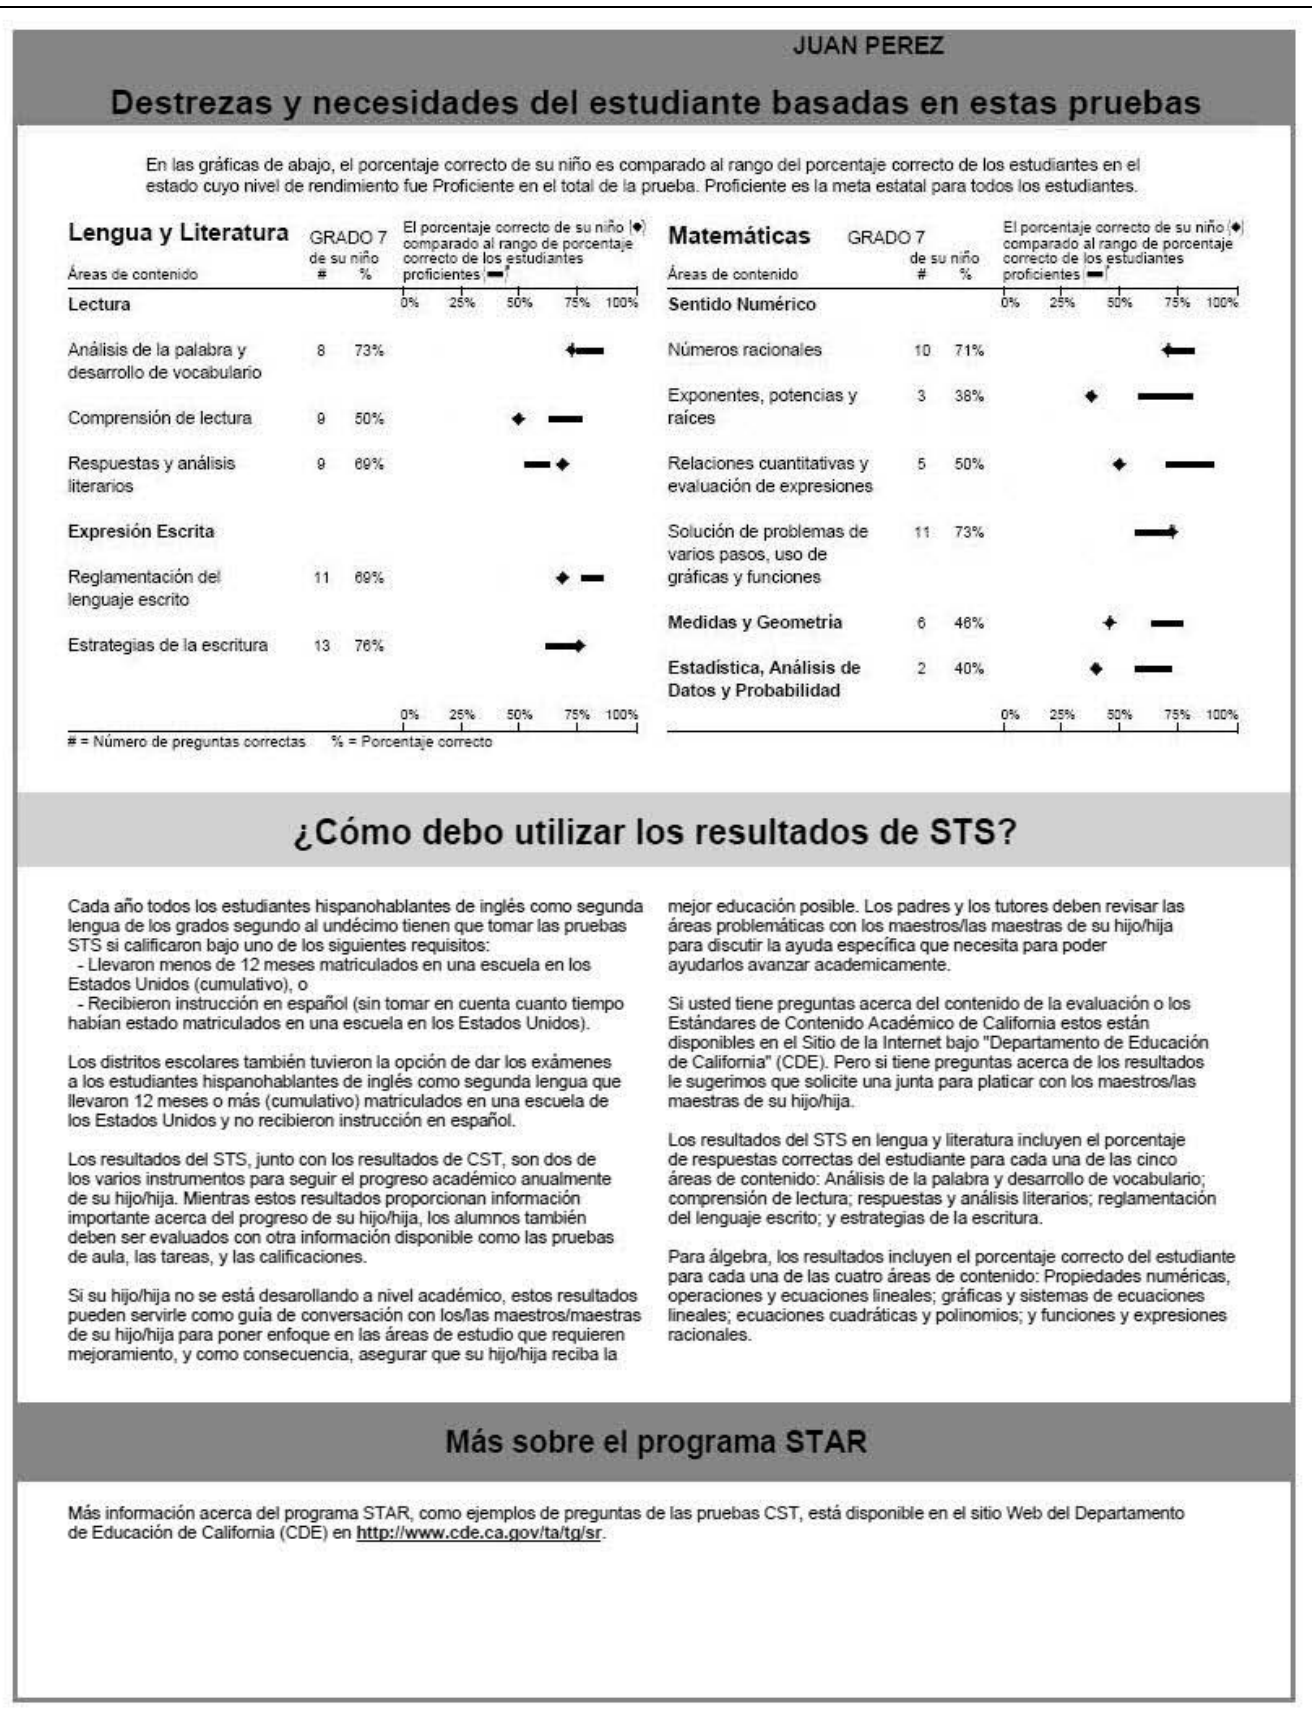 JUAN PEREZ
Destrezas y necesidades del estudiante basadas en estas pruebas
En las gráficas de abajo, el porcentaje correcto de su niño es comparado al rango del porcentaje correcto de los estudiantes en el
estado cuyo nivel de rendimiento fue Proficiente en el total de la prueba. Proficiente es la meta estatal para todos los estudiantes.
Lengua y Literatura GRADO 7
de su niño
Áreas de contenido # %
El porcentaje correcto de su niño (◆)
comparado al rango de porcentaje
correcto de los estudiantes
proficientes (▬)
Lectura 0% 25% 50% 75% 100%
Análisis de la palabra y 8 73%
desarrollo de vocabulario
Comprensión de lectura 9 50%
Respuestas y análisis 9 69%
literarios
Expresión Escrita
Reglamentación del 11 69%
lenguaje escrito
Estrategias de la escritura 13 76%
0% 25% 50% 75% 100%
# = Número de preguntas correctas % = Porcentaje correcto
Matemáticas GRADO 7
de su niño
Áreas de contenido # %
El porcentaje correcto de su niño (◆)
comparado al rango de porcentaje
correcto de los estudiantes
proficientes (▬)
Sentido Numérico 0% 25% 50% 75% 100%
Números racionales 10 71%
Exponentes, potencias y 3 38%
raíces
Relaciones cuantitativas y 5 50%
evaluación de expresiones
Solución de problemas de 11 73%
varios pasos, uso de
gráficas y funciones
Medidas y Geometría 6 46%
Estadística, Análisis de 2 40%
Datos y Probabilidad
0% 25% 50% 75% 100%
¿Cómo debo utilizar los resultados de STS?
Cada año todos los estudiantes hispanohablantes de inglés como segunda
lengua de los grados segundo al undécimo tienen que tomar las pruebas
STS si calificaron bajo uno de los siguientes requisitos:
- Llevaron menos de 12 meses matriculados en una escuela en los
Estados Unidos (cumulativo), o
- Recibieron instrucción en español (sin tomar en cuenta cuanto tiempo
habían estado matriculados en una escuela en los Estados Unidos).
Los distritos escolares también tuvieron la opción de dar los exámenes
a los estudiantes hispanohablantes de inglés como segunda lengua que
llevaron 12 meses o más (cumulativo) matriculados en una escuela de
los Estados Unidos y no recibieron instrucción en español.
Los resultados del STS, junto con los resultados de CST, son dos de
los varios instrumentos para seguir el progreso académico anualmente
de su hijo/hija. Mientras estos resultados proporcionan información
importante acerca del progreso de su hijo/hija, los alumnos también
deben ser evaluados con otra información disponible como las pruebas
de aula, las tareas, y las calificaciones.
Si su hijo/hija no se está desarollando a nivel académico, estos resultados
pueden servirle como guía de conversación con los/las maestros/maestras
de su hijo/hija para poner enfoque en las áreas de estudio que requieren
mejoramiento, y como consecuencia, asegurar que su hijo/hija reciba la
mejor educación posible. Los padres y los tutores deben revisar las
áreas problemáticas con los maestros/las maestras de su hijo/hija
para discutir la ayuda específica que necesita para poder
ayudarlos avanzar academicamente.
Si usted tiene preguntas acerca del contenido de la evaluación o los
Estándares de Contenido Académico de California estos están
disponibles en el Sitio de la Internet bajo "Departamento de Educación
de California" (CDE). Pero si tiene preguntas acerca de los resultados
le sugerimos que solicite una junta para platicar con los maestros/las
maestras de su hijo/hija.
Los resultados del STS en lengua y literatura incluyen el porcentaje
de respuestas correctas del estudiante para cada una de las cinco
áreas de contenido: Análisis de la palabra y desarrollo de vocabulario;
comprensión de lectura; respuestas y análisis literarios; reglamentación
del lenguaje escrito; y estrategias de la escritura.
Para álgebra, los resultados incluyen el porcentaje correcto del estudiante
para cada una de las cuatro áreas de contenido: Propiedades numéricas,
operaciones y ecuaciones lineales; gráficas y sistemas de ecuaciones
lineales; ecuaciones cuadráticas y polinomios; y funciones y expresiones
racionales.
Más sobre el programa STAR
Más información acerca del programa STAR, como ejemplos de preguntas de las pruebas CST, está disponible en el sitio Web del Departamento
de Educación de California (CDE) en http://www.cde.ca.gov/ta/tg/sr.